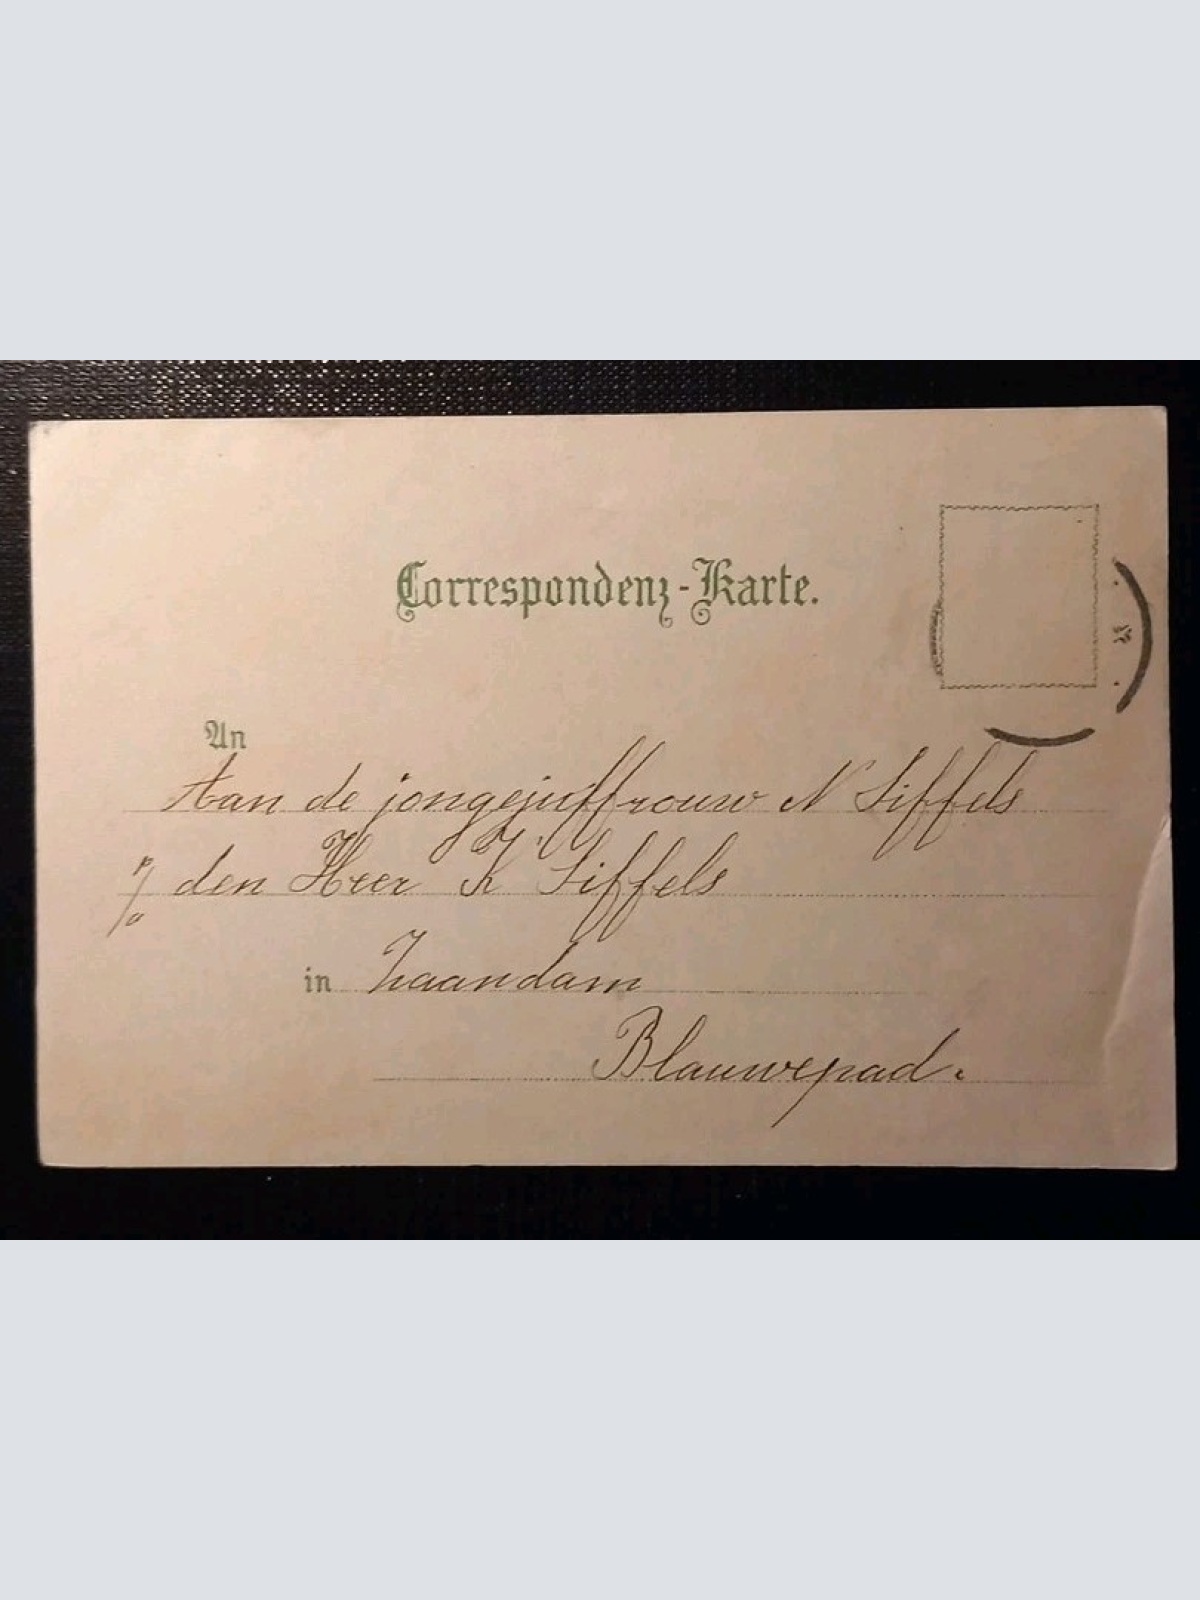 Correspondenz-Karte.
An
Aan de jongejuffrouw N Siffels
p/o den Heer K Siffels
in Zaandam
Blauwepad.